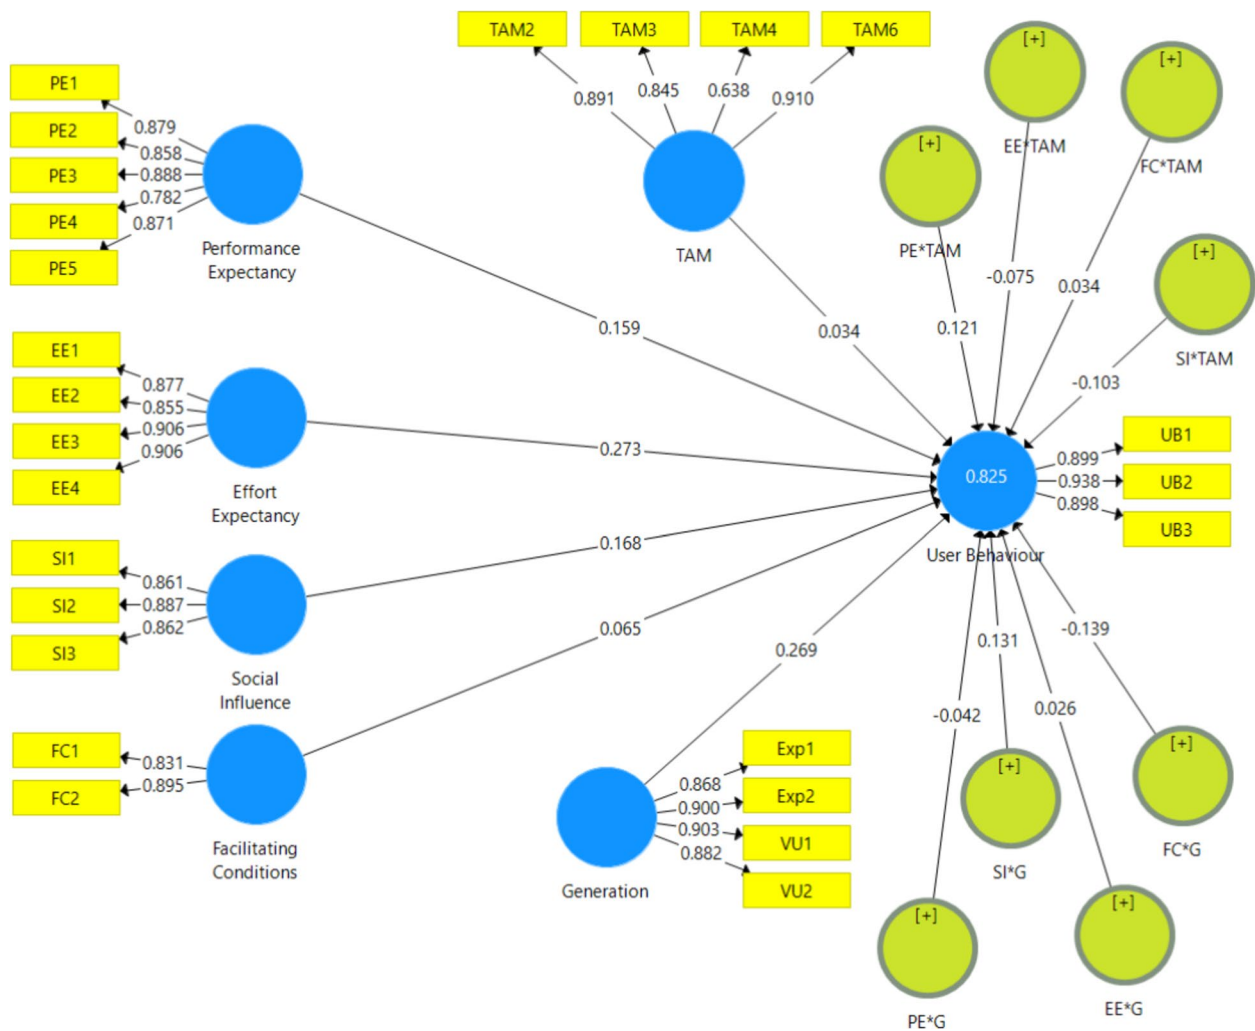 TAM2
TAM3
TAM4
TAM6
0.891
0.845
0.638
0.910
TAM
0.034
PE1
PE2
PE3
PE4
PE5
0.879
0.858
0.888
0.782
0.871
Performance
Expectancy
0.159
EE1
EE2
EE3
EE4
0.877
0.855
0.906
0.906
Effort
Expectancy
0.273
SI1
SI2
SI3
0.861
0.887
0.862
Social
Influence
0.168
FC1
FC2
0.831
0.895
Facilitating
Conditions
0.065
Generation
0.269
0.868
0.900
0.903
0.882
Exp1
Exp2
VU1
VU2
[+]
PE*TAM
0.121
[+]
EE*TAM
-0.075
[+]
FC*TAM
0.034
[+]
SI*TAM
-0.103
0.825
User Behaviour
0.899
0.938
0.898
UB1
UB2
UB3
-0.042
[+]
PE*G
0.131
[+]
SI*G
0.026
[+]
EE*G
-0.139
[+]
FC*G